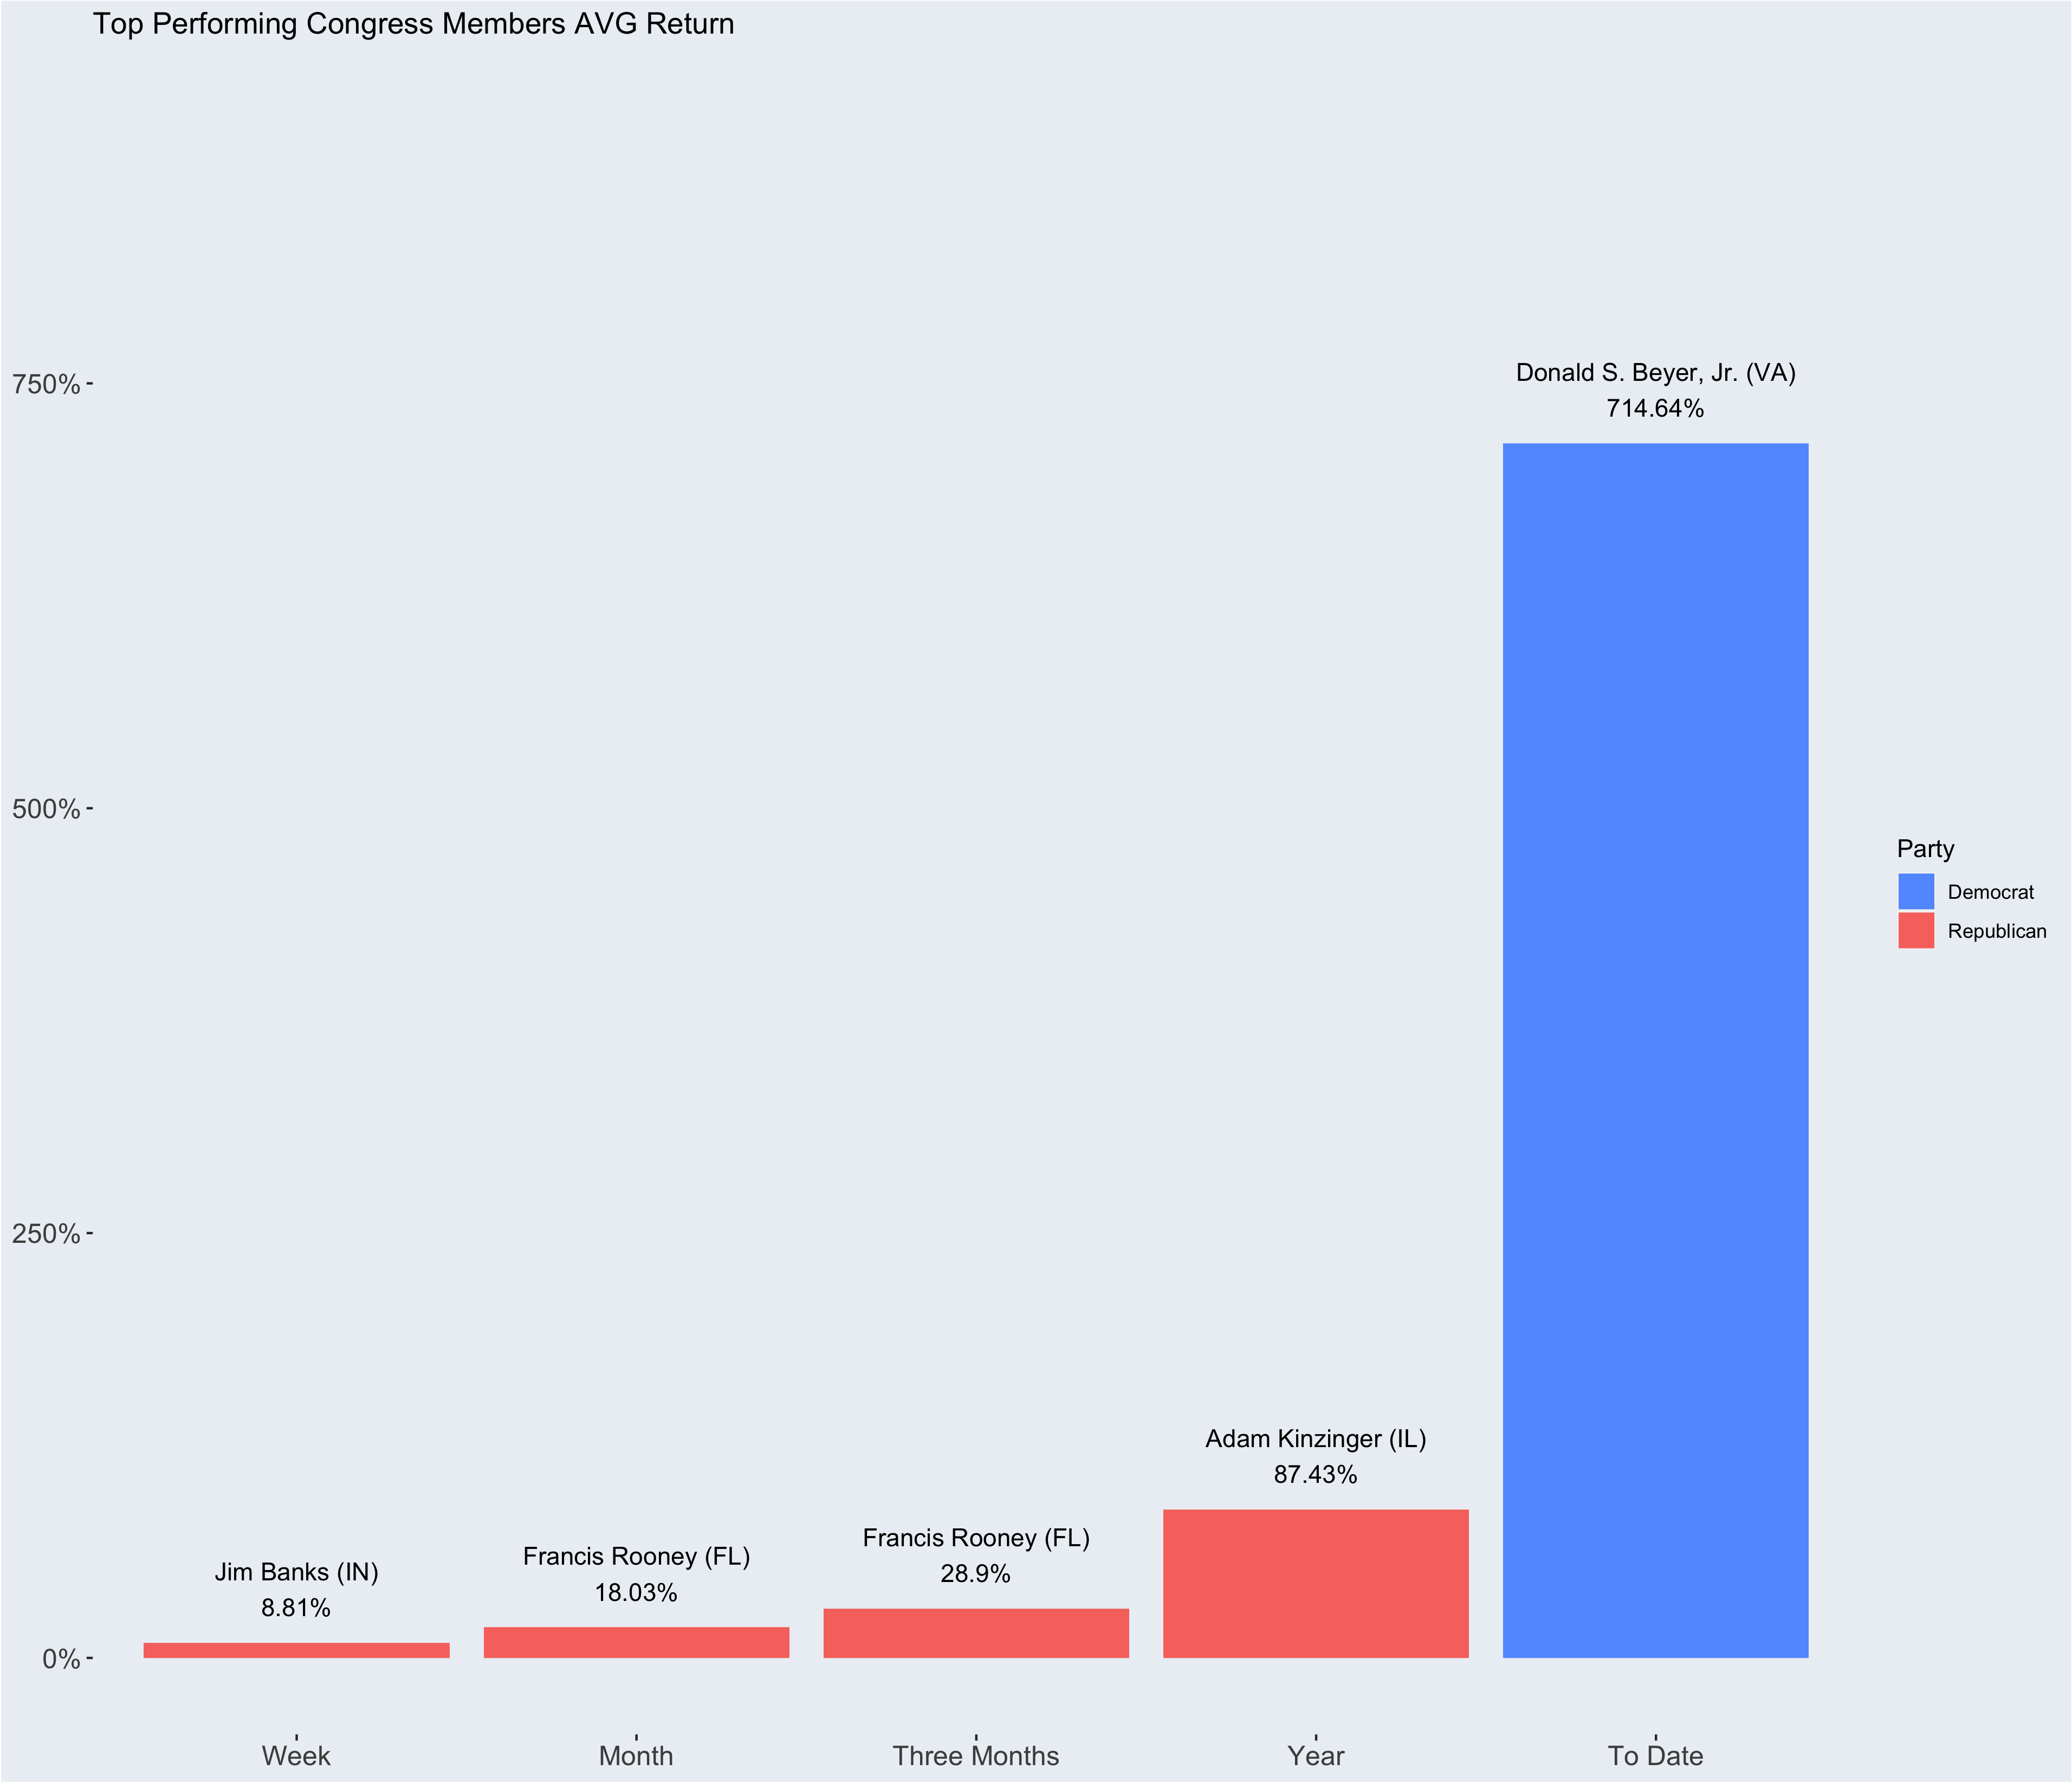 Top Performing Congress Members AVG Return
750%
500%
250%
0%
Donald S. Beyer, Jr. (VA)
714.64%
Adam Kinzinger (IL)
87.43%
Francis Rooney (FL)
28.9%
Francis Rooney (FL)
18.03%
Jim Banks (IN)
8.81%
Week
Month
Three Months
Year
To Date
Party
Democrat
Republican